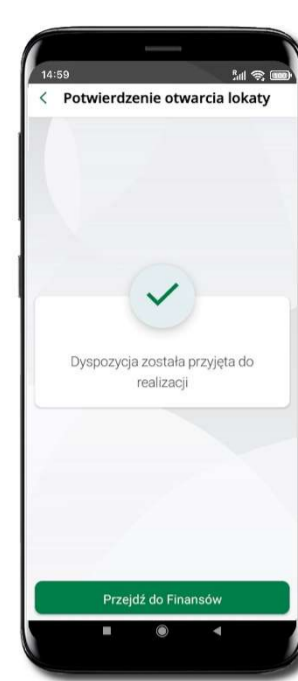 14:59
Potwierdzenie otwarcia lokaty
Dyspozycja została przyjęta do
realizacji
Przejdź do Finansów